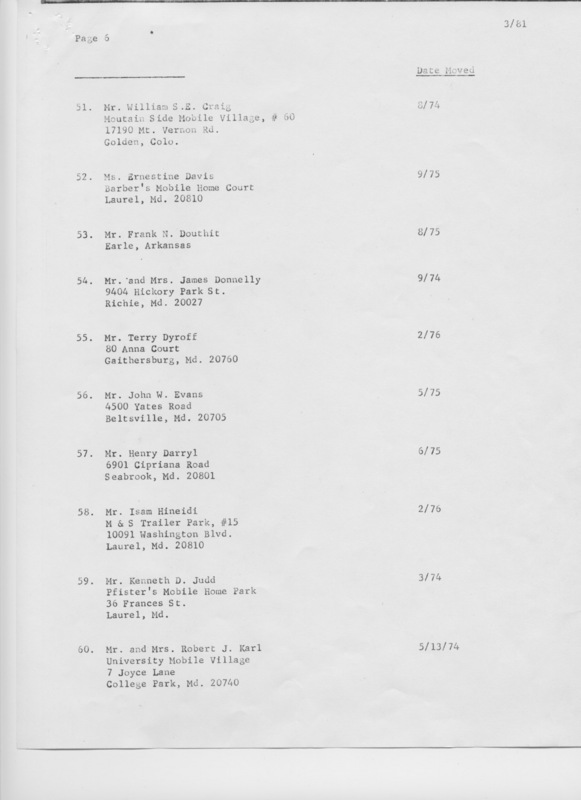 3/81
Page 6
Date Moved
51. Mr. William S.E. Craig 8/74
Moutain Side Mobile Village, # 60
17190 Mt. Vernon Rd.
Golden, Colo.
52. Ms. Ernestine Davis 9/75
Barber's Mobile Home Court
Laurel, Md. 20810
53. Mr. Frank N. Douthit 8/75
Earle, Arkansas
54. Mr. and Mrs. James Donnelly 9/74
9404 Hickory Park St.
Richie, Md. 20027
55. Mr. Terry Dyroff 2/76
80 Anna Court
Gaithersburg, Md. 20760
56. Mr. John W. Evans 5/75
4500 Yates Road
Beltsville, Md. 20705
57. Mr. Henry Darryl 6/75
6901 Cipriana Road
Seabrook, Md. 20801
58. Mr. Isam Hineidi 2/76
M & S Trailer Park, #15
10091 Washington Blvd.
Laurel, Md. 20810
59. Mr. Kenneth D. Judd 3/74
Pfister's Mobile Home Park
36 Frances St.
Laurel, Md.
60. Mr. and Mrs. Robert J. Karl 5/13/74
University Mobile Village
7 Joyce Lane
College Park, Md. 20740